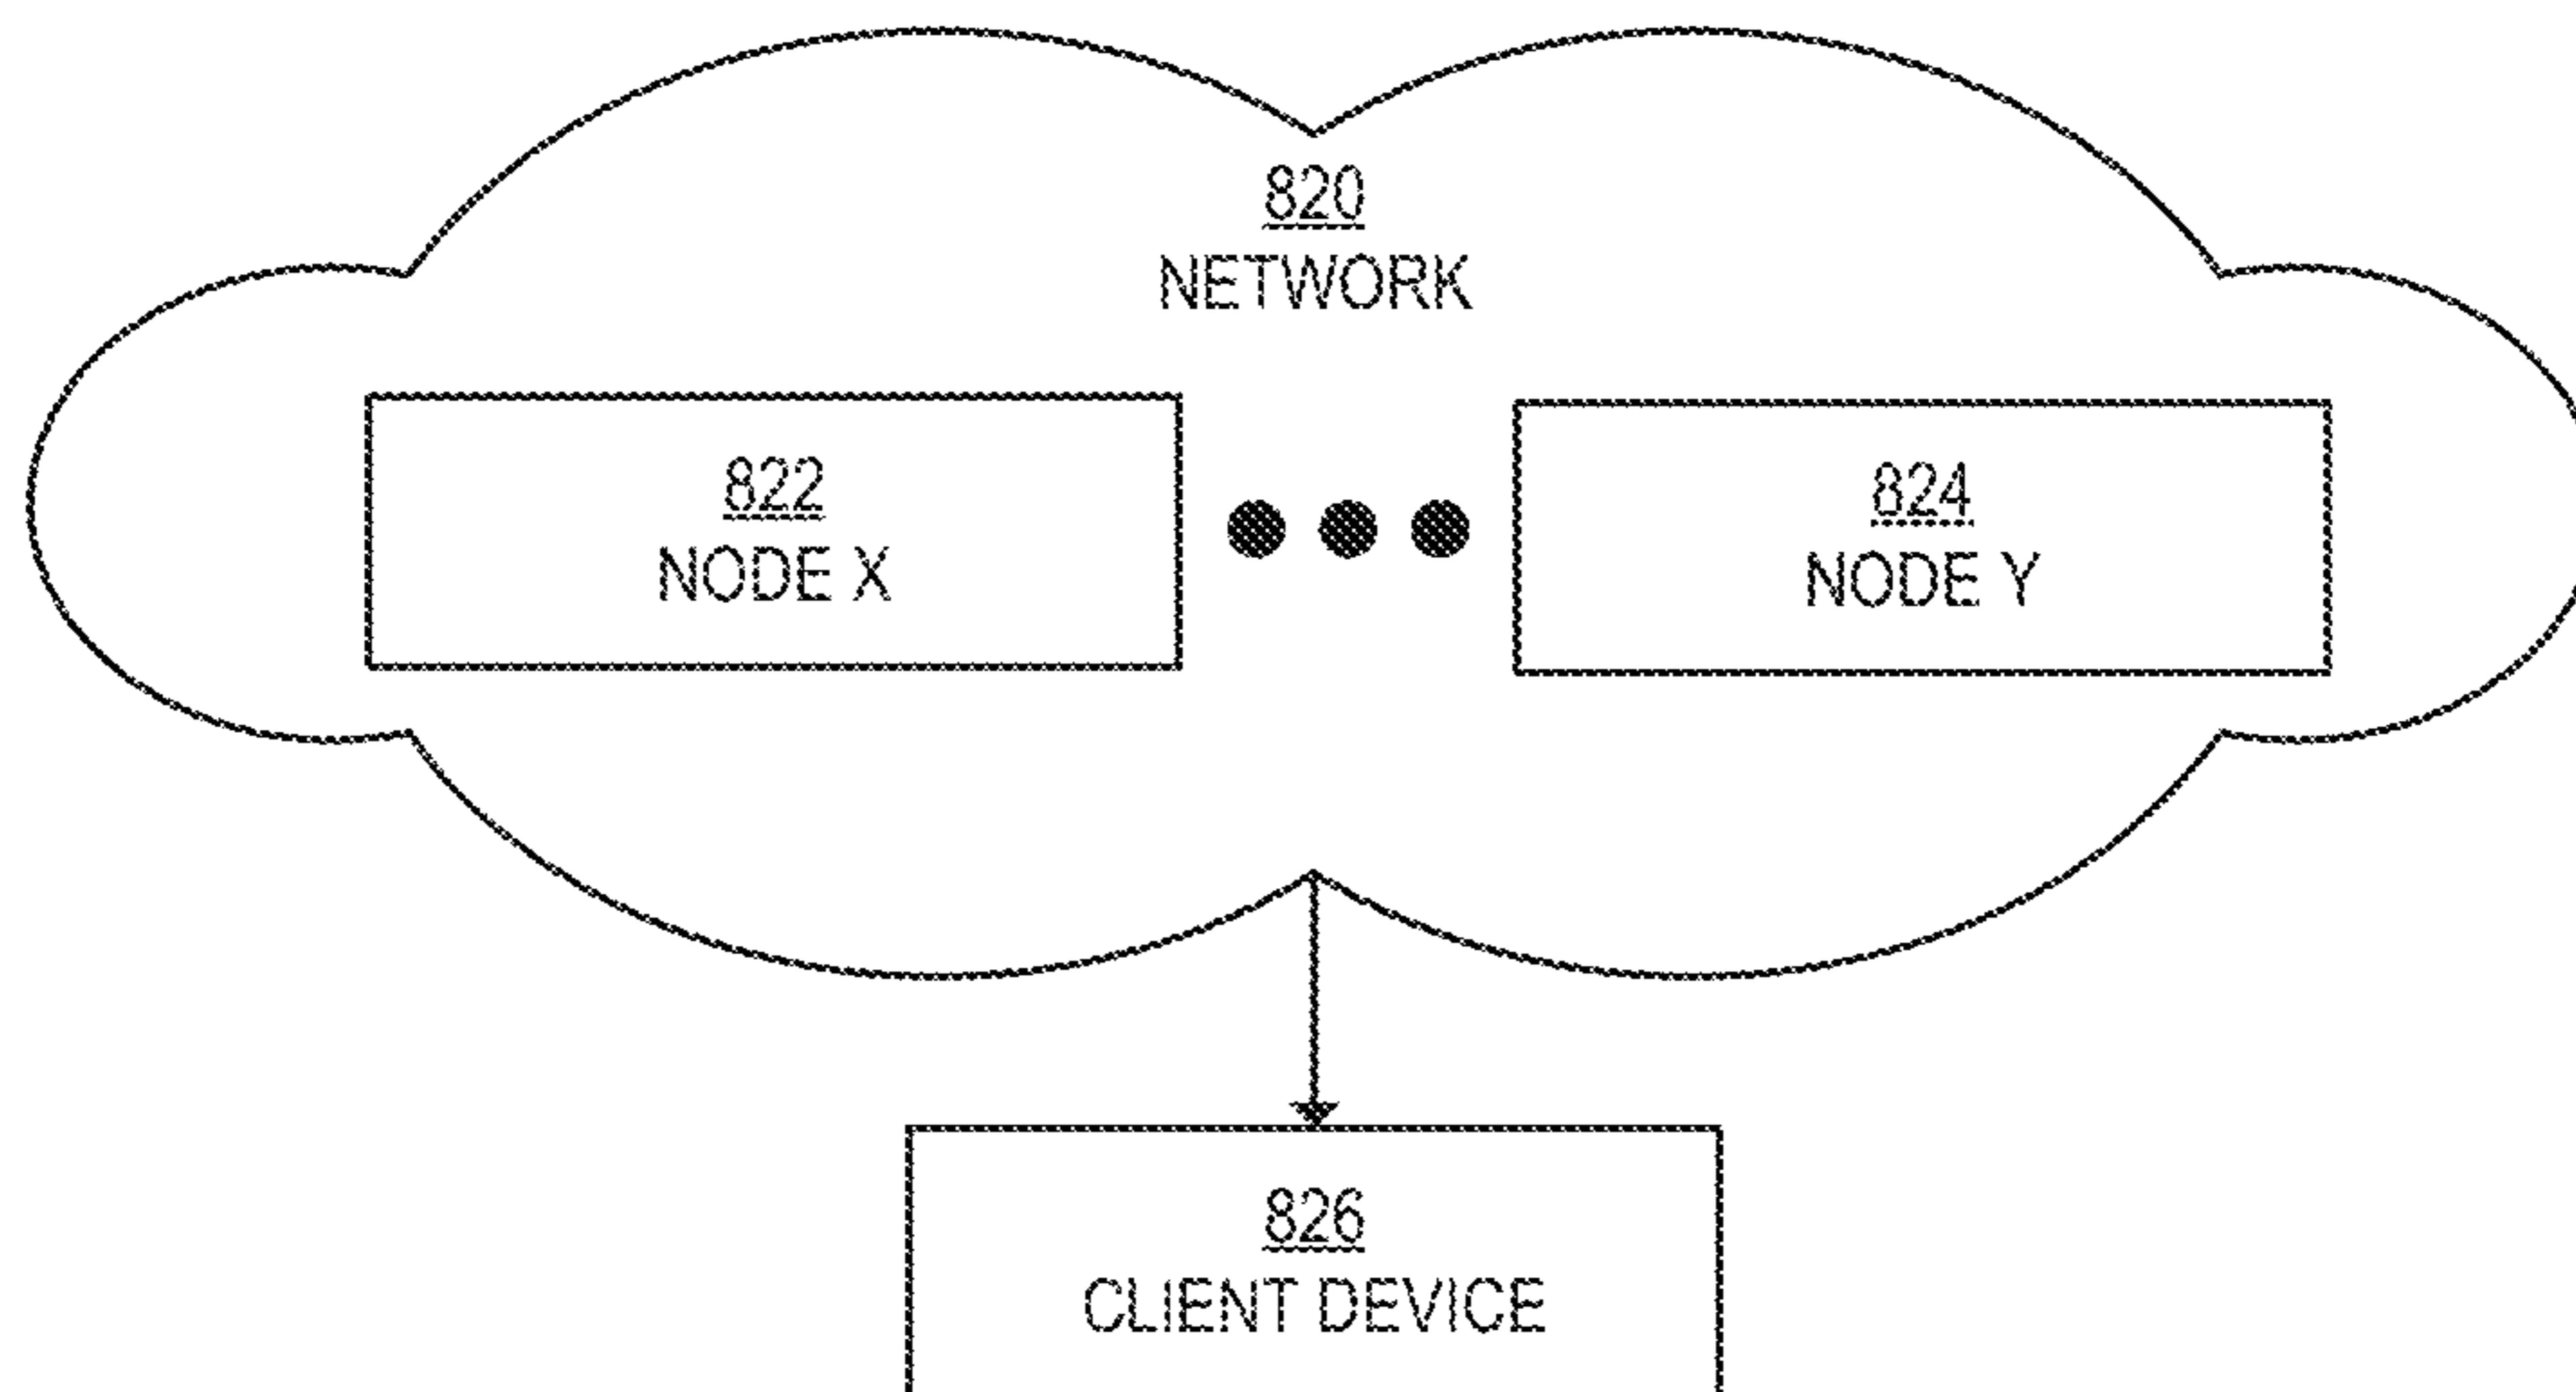 820
NETWORK
822
NODE X
824
NODE Y
826
CLIENT DEVICE